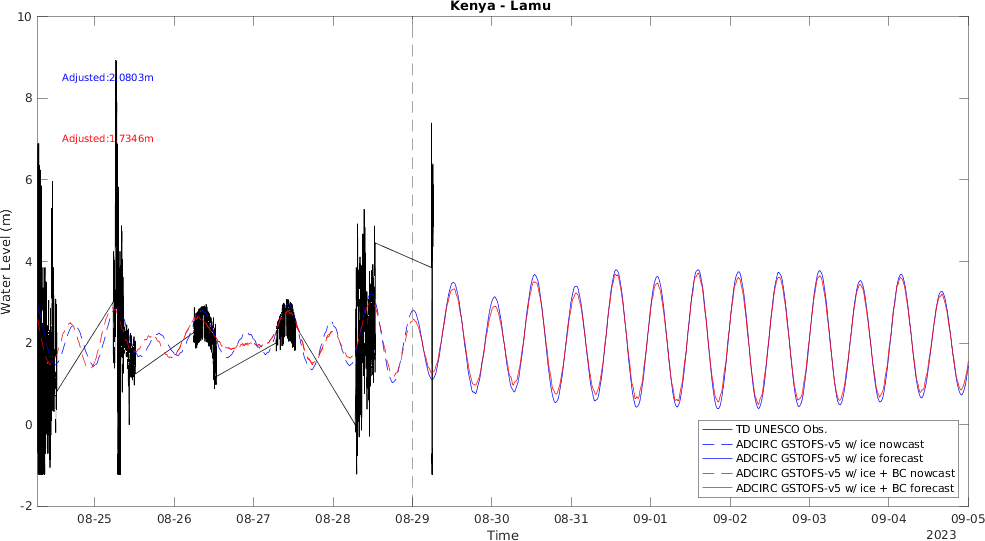 Kenya - Lamu
10
8
6
4
2
0
-2
Water Level (m)
Adjusted:2.0803m
Adjusted:1.7346m
TD UNESCO Obs.
ADCIRC GSTOFS-v5 w/ ice nowcast
ADCIRC GSTOFS-v5 w/ ice forecast
ADCIRC GSTOFS-v5 w/ ice + BC nowcast
ADCIRC GSTOFS-v5 w/ ice + BC forecast
08-25 08-26 08-27 08-28 08-29 08-30 08-31 09-01 09-02 09-03 09-04 09-05
Time
2023